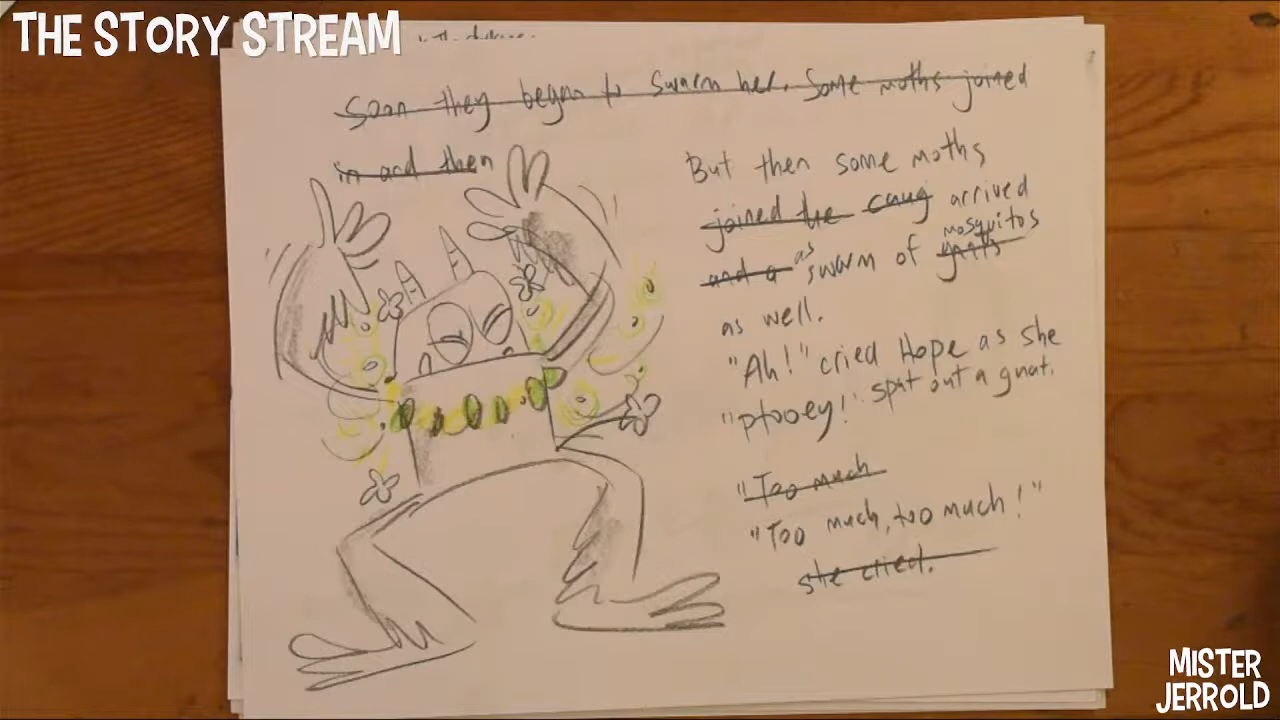 THE STORY STREAM
Soon they began to swarm her. Some moths joined
in and then
But then some moths
joined the caug arrived
mosquitos
and a as swarm of gnats
as well.
"Ah!" cried Hope as she
"ptooey!" spat out a gnat.
"Too much
"Too much, too much!"
she cried.
MISTER
JERROLD